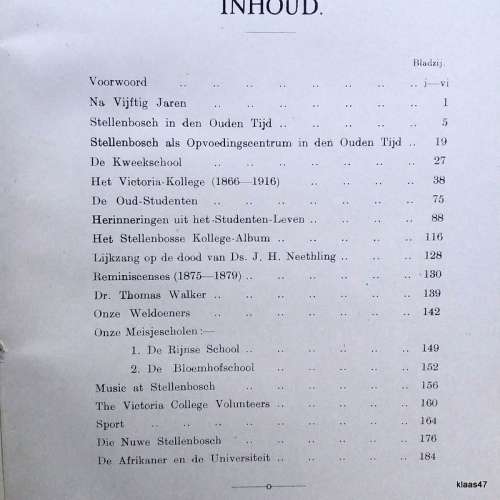 INHOUD.
Bladzij.
Voorwoord .. .. .. .. .. .. .. i—vi
Na Vijftig Jaren .. .. .. .. .. 1
Stellenbosch in den Ouden Tijd .. .. .. .. 5
Stellenbosch als Opvoedingscentrum in den Ouden Tijd .. 19
De Kweekschool .. .. .. .. .. .. 27
Het Victoria-Kollege (1866—1916) .. .. .. .. 38
De Oud-Studenten .. .. .. .. .. .. 75
Herinneringen uit het Studenten-Leven .. .. .. .. 88
Het Stellenbosse Kollege-Album .. .. .. .. .. 116
Lijkzang op de dood van Ds. J. H. Neethling .. .. .. 128
Reminiscenses (1875—1879) .. .. .. .. .. .. 130
Dr. Thomas Walker .. .. .. .. .. .. 139
Onze Weldoeners .. .. .. .. .. .. 142
Onze Meisjescholen :—
1. De Rijnse School .. .. .. .. .. .. 149
2. De Bloemhofschool .. .. .. .. .. 152
Music at Stellenbosch .. .. .. .. .. .. 156
The Victoria College Volunteers .. .. .. .. .. 160
Sport .. .. .. .. .. .. .. .. 164
Die Nuwe Stellenbosch .. .. .. .. .. .. 176
De Afrikaner en de Universiteit .. .. .. .. .. 184
klaas47